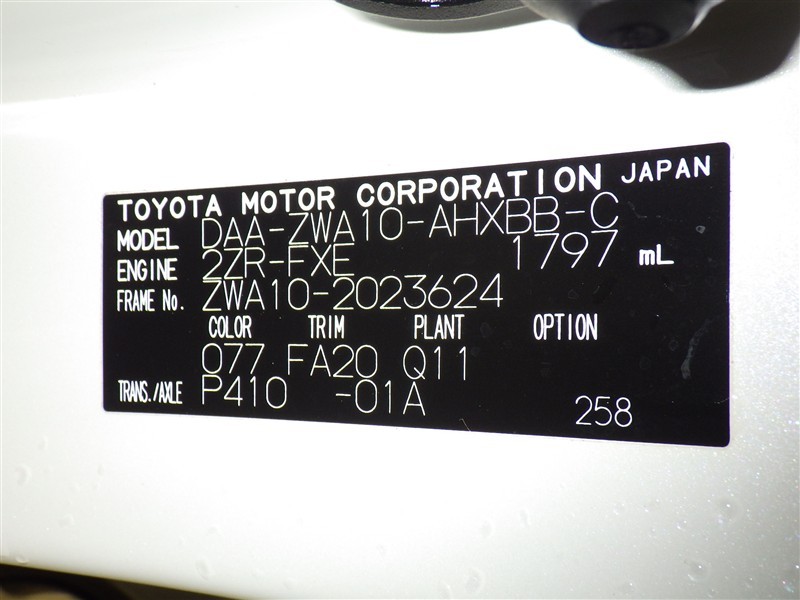 TOYOTA MOTOR CORPORATION JAPAN
MODEL DAA-ZWA10-AHXBB-C
ENGINE 2ZR-FXE 1797 mL
FRAME No. ZWA10-2023624
COLOR TRIM PLANT OPTION
077 FA20 Q11
TRANS./AXLE P410 -01A
258